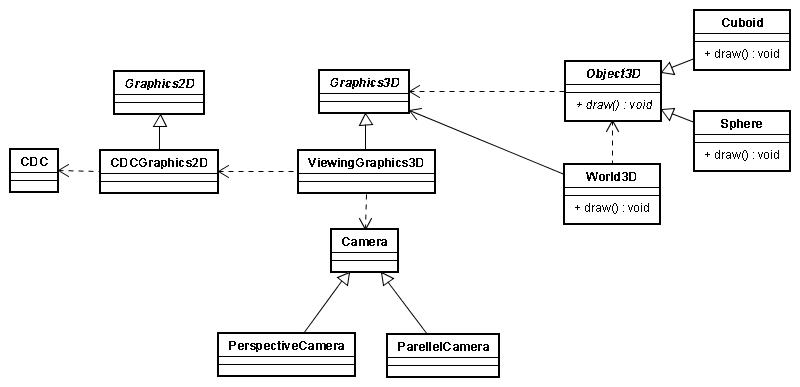 Cuboid
+ draw() : void
Graphics2D
Graphics3D
Object3D
+ draw() : void
Sphere
+ draw() : void
CDC
CDCGraphics2D
ViewingGraphics3D
World3D
+ draw() : void
Camera
PerspectiveCamera
ParellelCamera